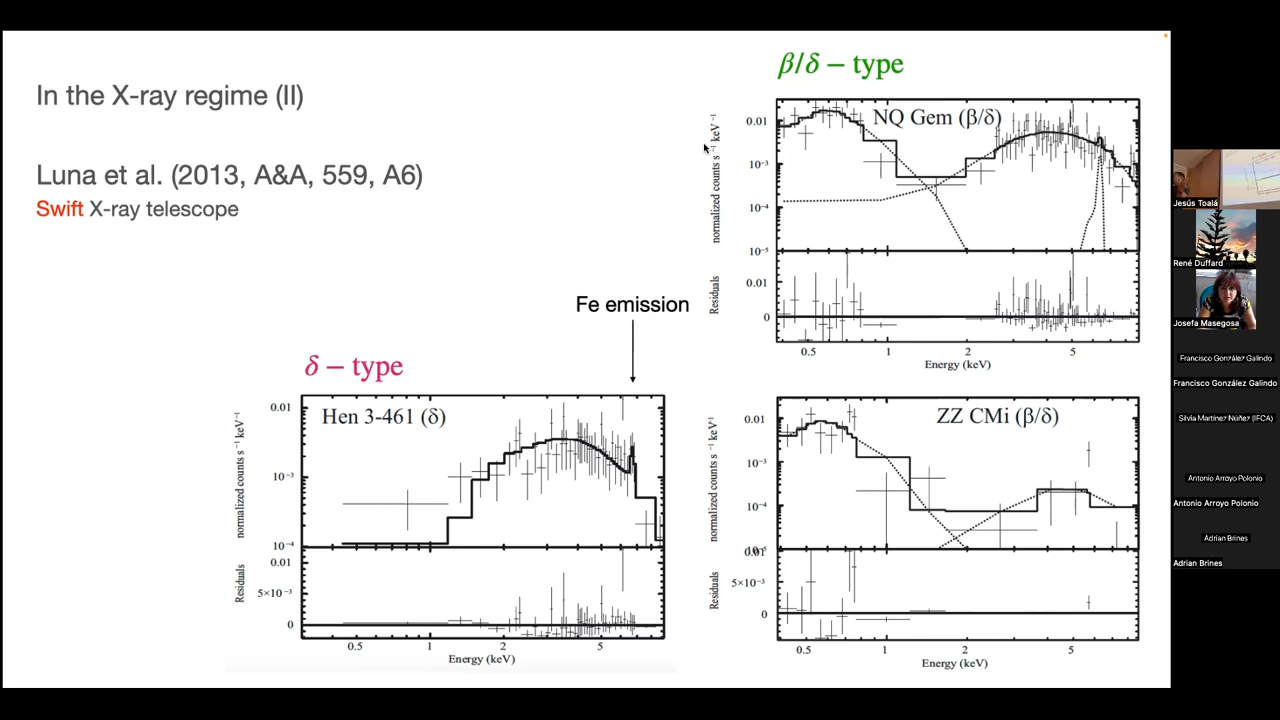 In the X-ray regime (II)
Luna et al. (2013, A&A, 559, A6)
Swift X-ray telescope
β/δ – type
NQ Gem (β/δ)
normalized counts s⁻¹ keV⁻¹
0.01
10⁻³
10⁻⁴
10⁻⁵
Residuals
0.01
0
0.5 1 2 5
Energy (keV)
Fe emission
δ – type
Hen 3-461 (δ)
normalized counts s⁻¹ keV⁻¹
0.01
10⁻³
10⁻⁴
Residuals
0.01
5×10⁻³
0
0.5 1 2 5
Energy (keV)
ZZ CMi (β/δ)
normalized counts s⁻¹ keV⁻¹
0.01
10⁻³
10⁻⁴
Residuals
5×10⁻³
0
0.5 1 2 5
Energy (keV)
Jesús Toalá
René Duffard
Josefa Masegosa
Francisco González Galindo
Francisco González Galindo
Silvia Martínez Núñez (IFCA)
Antonio Arroyo Polonio
Antonio Arroyo Polonio
Adrian Brines
Adrian Brines